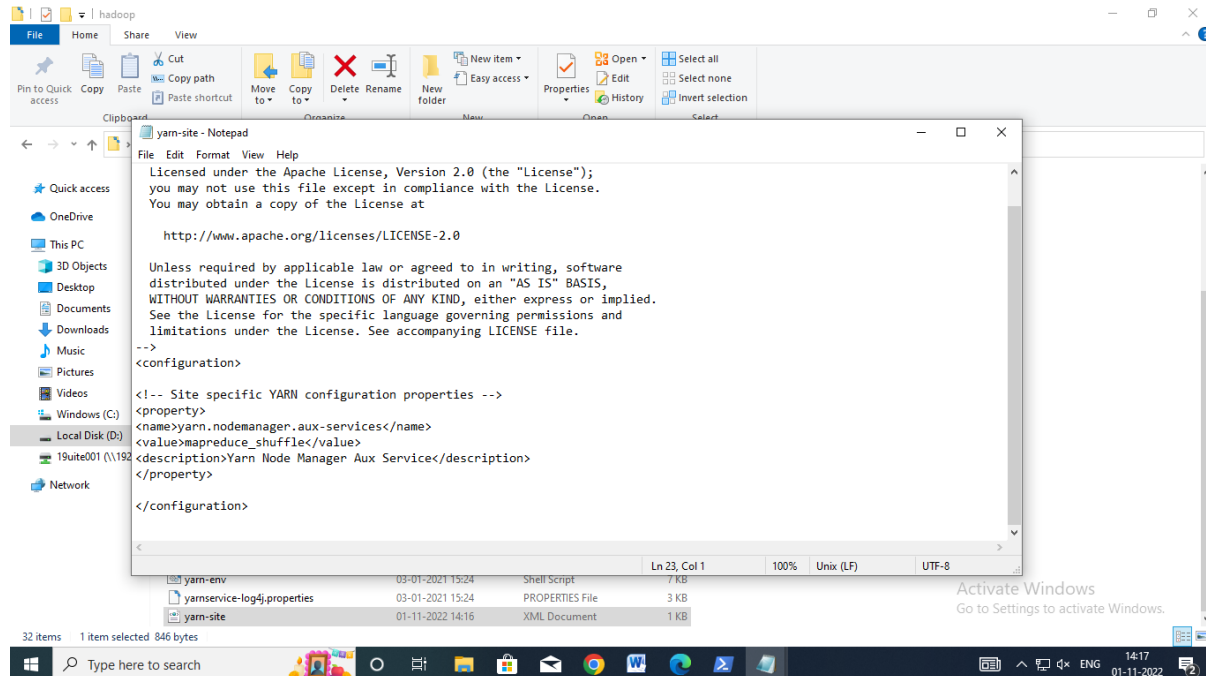 hadoop
File Home Share View
Pin to Quick access
Copy
Paste
Cut
Copy path
Paste shortcut
Move to
Copy to
Delete
Rename
New folder
New item
Easy access
Properties
Open
Edit
History
Select all
Select none
Invert selection
Clipboard Organize New Open Select
yarn-site - Notepad
File Edit Format View Help
Licensed under the Apache License, Version 2.0 (the "License");
you may not use this file except in compliance with the License.
You may obtain a copy of the License at
http://www.apache.org/licenses/LICENSE-2.0
Unless required by applicable law or agreed to in writing, software
distributed under the License is distributed on an "AS IS" BASIS,
WITHOUT WARRANTIES OR CONDITIONS OF ANY KIND, either express or implied.
See the License for the specific language governing permissions and
limitations under the License. See accompanying LICENSE file.
-->
<configuration>
<!-- Site specific YARN configuration properties -->
<property>
<name>yarn.nodemanager.aux-services</name>
<value>mapreduce_shuffle</value>
<description>Yarn Node Manager Aux Service</description>
</property>
</configuration>
Ln 23, Col 1 100% Unix (LF) UTF-8
Quick access
OneDrive
This PC
3D Objects
Desktop
Documents
Downloads
Music
Pictures
Videos
Windows (C:)
Local Disk (D:)
19uite001 (\\192
Network
yarn-env 03-01-2021 15:24 Shell Script 7 KB
yarnservice-log4j.properties 03-01-2021 15:24 PROPERTIES File 3 KB
yarn-site 01-11-2022 14:16 XML Document 1 KB
Activate Windows
Go to Settings to activate Windows.
32 items 1 item selected 846 bytes
Type here to search
ENG
14:17
01-11-2022
2